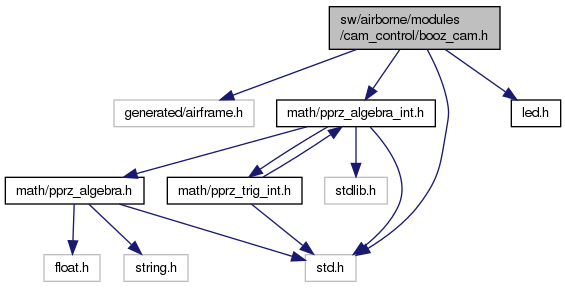 sw/airborne/modules
/cam_control/booz_cam.h
generated/airframe.h
math/pprz_algebra_int.h
led.h
math/pprz_algebra.h
math/pprz_trig_int.h
stdlib.h
float.h
string.h
std.h